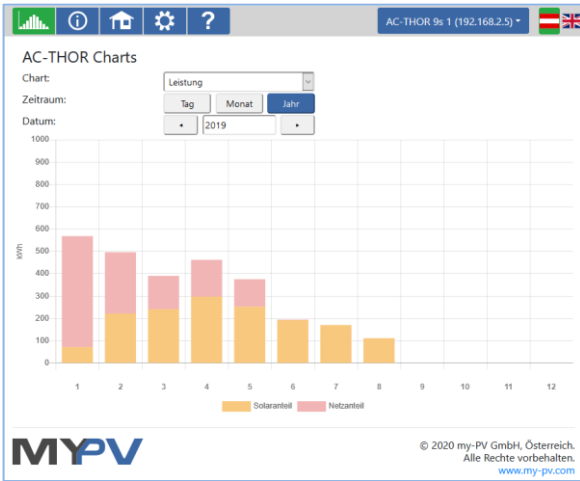 ?
AC-THOR 9s 1 (192.168.2.5)
AC-THOR Charts
Chart: Leistung
Zeitraum: Tag Monat Jahr
Datum: 2019
1000
900
800
700
600
500
400
300
200
100
0
kWh
1 2 3 4 5 6 7 8 9 10 11 12
Solaranteil Netzanteil
MYPV
© 2020 my-PV GmbH, Österreich.
Alle Rechte vorbehalten.
www.my-pv.com